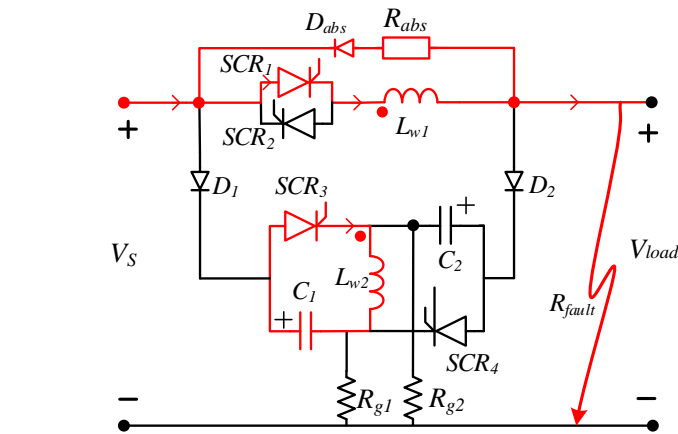 D_abs R_abs
SCR_1
+ SCR_2 L_w1 +
D_1 SCR_3 D_2
+
V_S C_1 L_w2 C_2 V_load
+ R_fault
SCR_4
− R_g1 R_g2 −